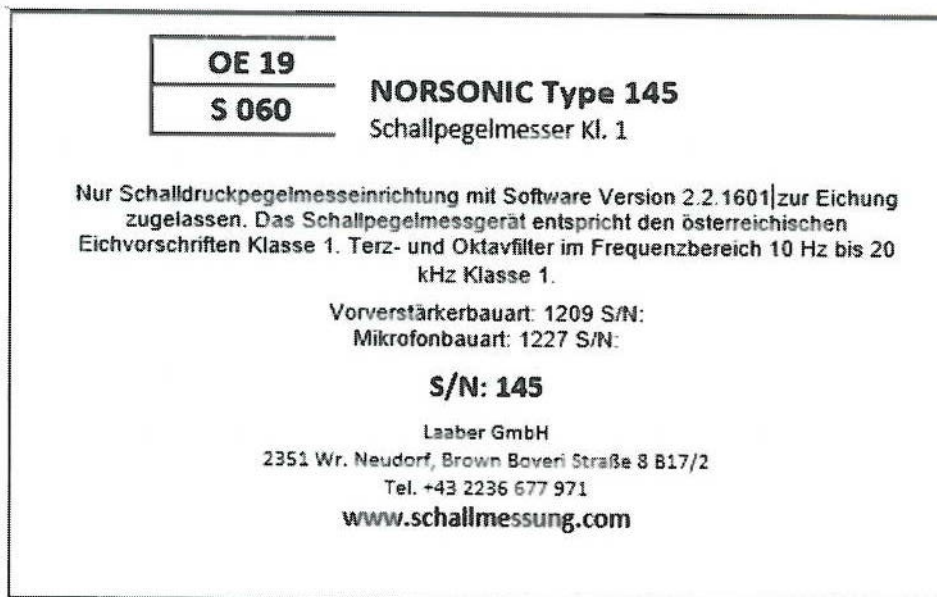 OE 19
S 060
NORSONIC Type 145
Schallpegelmesser Kl. 1
Nur Schalldruckpegelmesseinrichtung mit Software Version 2.2.1601 zur Eichung
zugelassen. Das Schallpegelmessgerät entspricht den österreichischen
Eichvorschriften Klasse 1. Terz- und Oktavfilter im Frequenzbereich 10 Hz bis 20
kHz Klasse 1.
Vorverstärkerbauart: 1209 S/N:
Mikrofonbauart: 1227 S/N:
S/N: 145
Laaber GmbH
2351 Wr. Neudorf, Brown Boveri Straße 8 B17/2
Tel. +43 2236 677 971
www.schallmessung.com